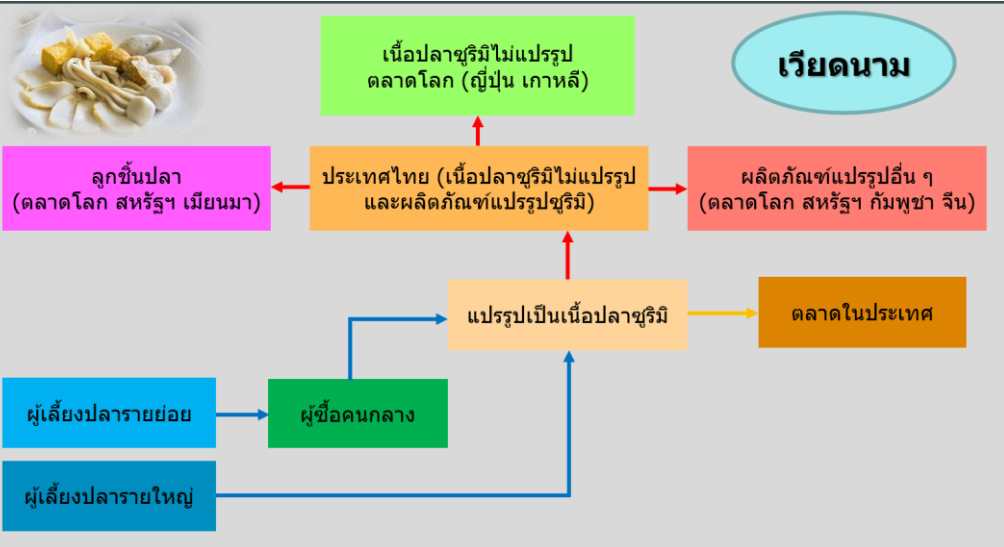 เวียดนาม
เนื้อปลาซูริมิไม่แปรรูป
ตลาดโลก (ญี่ปุ่น เกาหลี)
ลูกชิ้นปลา
(ตลาดโลก สหรัฐฯ เมียนมา)
ประเทศไทย (เนื้อปลาซูริมิไม่แปรรูป
และผลิตภัณฑ์แปรรูปซูริมิ)
ผลิตภัณฑ์แปรรูปอื่น ๆ
(ตลาดโลก สหรัฐฯ กัมพูชา จีน)
แปรรูปเป็นเนื้อปลาซูริมิ
ตลาดในประเทศ
ผู้เลี้ยงปลารายย่อย
ผู้ซื้อคนกลาง
ผู้เลี้ยงปลารายใหญ่